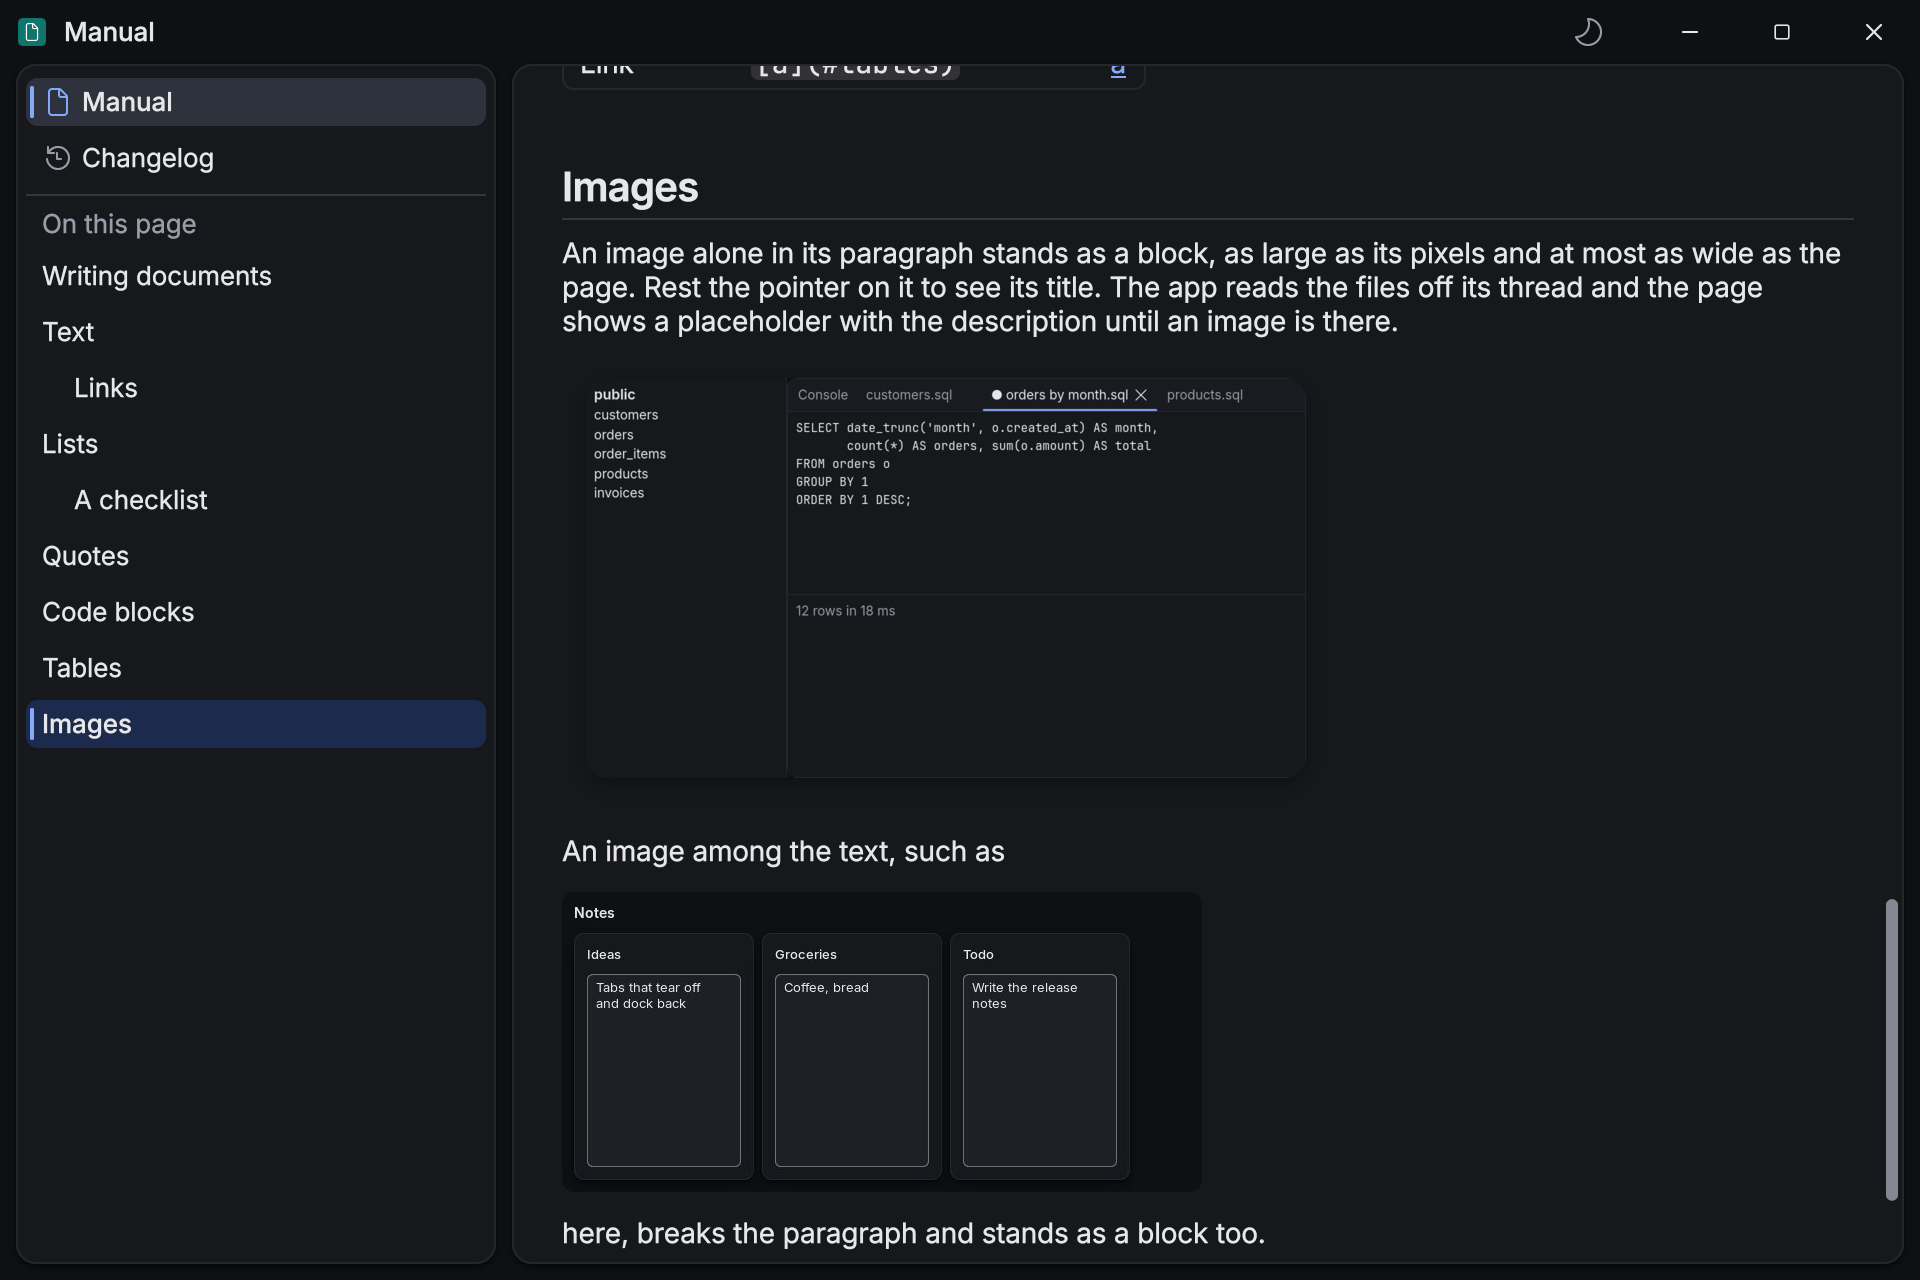 Manual
Manual
Changelog
On this page
Writing documents
Text
Links
Lists
A checklist
Quotes
Code blocks
Tables
Images
Link [a](#tables) a
Images
An image alone in its paragraph stands as a block, as large as its pixels and at most as wide as the
page. Rest the pointer on it to see its title. The app reads the files off its thread and the page
shows a placeholder with the description until an image is there.
public
customers
orders
order_items
products
invoices
Console customers.sql orders by month.sql products.sql
SELECT date_trunc('month', o.created_at) AS month,
count(*) AS orders, sum(o.amount) AS total
FROM orders o
GROUP BY 1
ORDER BY 1 DESC;
12 rows in 18 ms
An image among the text, such as
Notes
Ideas
Tabs that tear off
and dock back
Groceries
Coffee, bread
Todo
Write the release
notes
here, breaks the paragraph and stands as a block too.